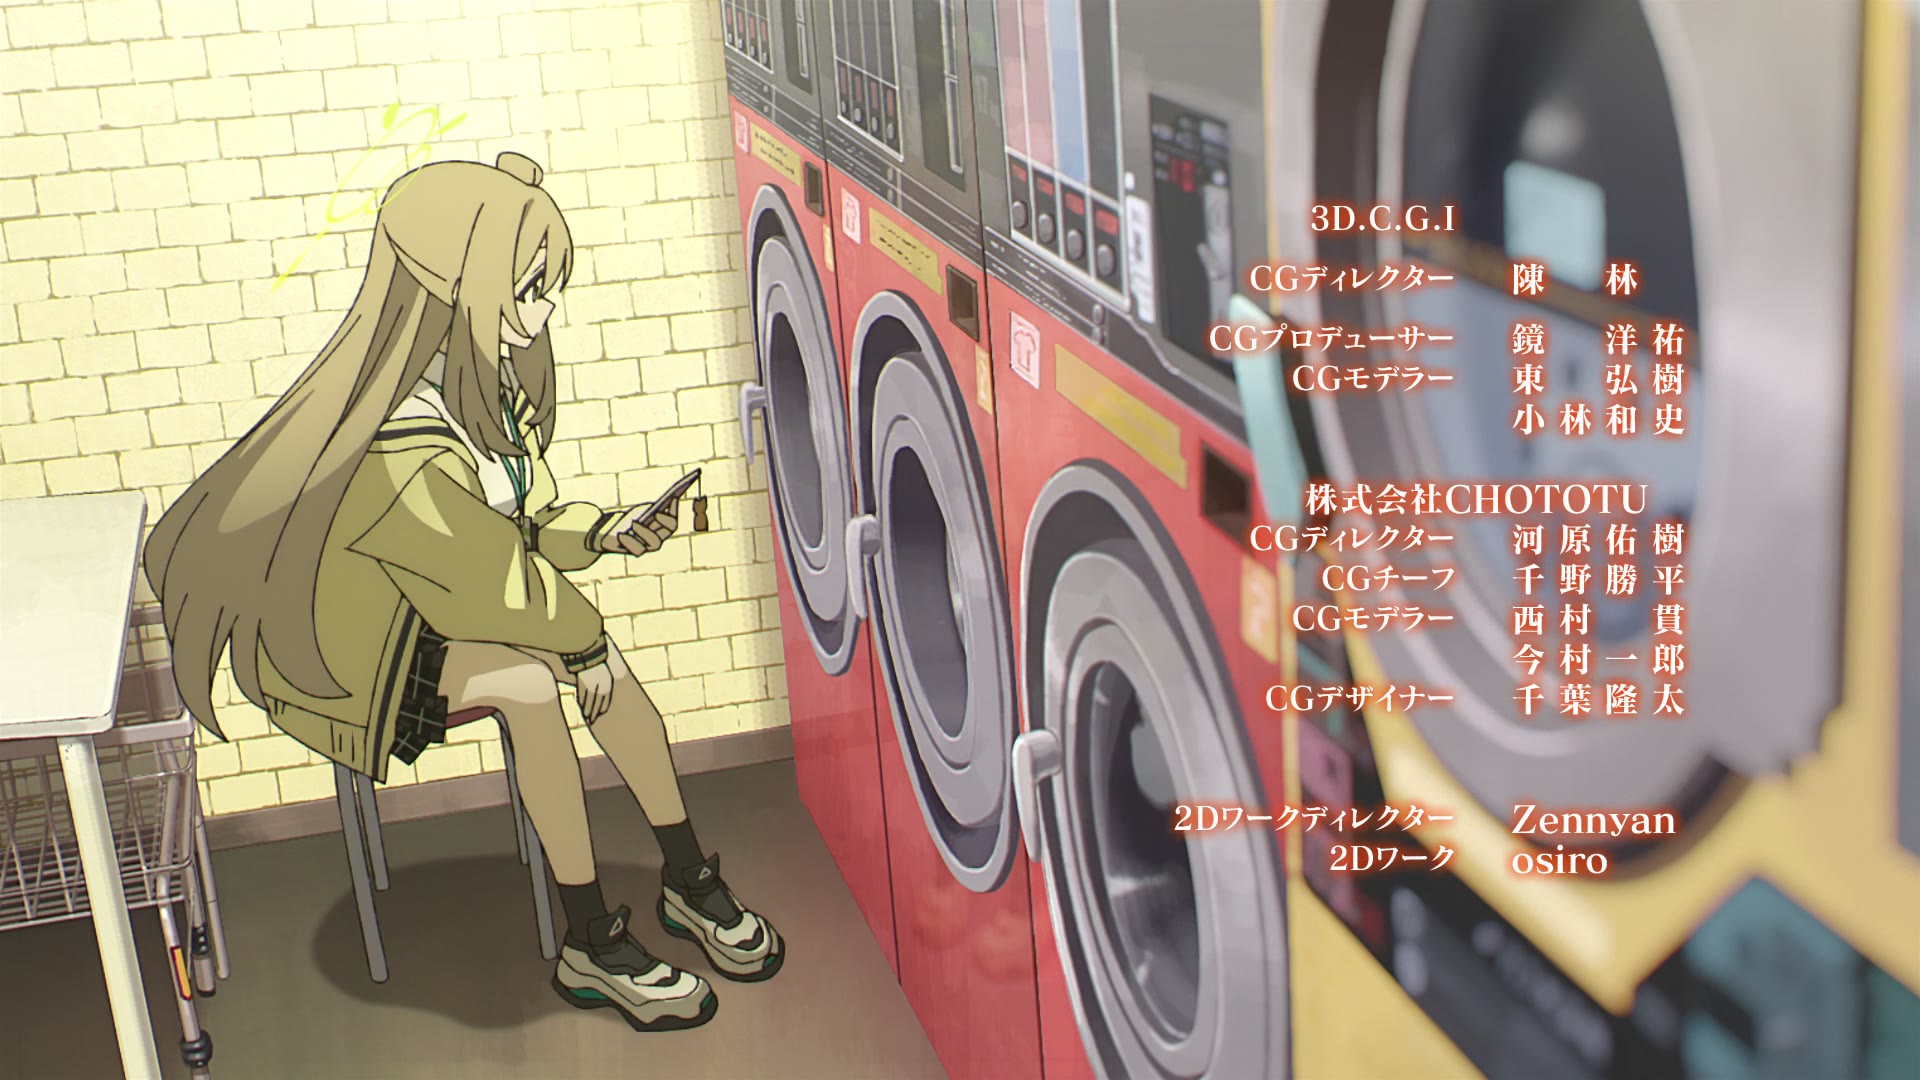 3D.C.G.I
CGディレクター 陳 林
CGプロデューサー 鏡 洋祐
CGモデラー 東 弘樹
小林和史
株式会社CHOTOTU
CGディレクター 河原佑樹
CGチーフ 千野勝平
CGモデラー 西村 貫
今村一郎
CGデザイナー 千葉隆太
2Dワークディレクター Zennyan
2Dワーク osiro